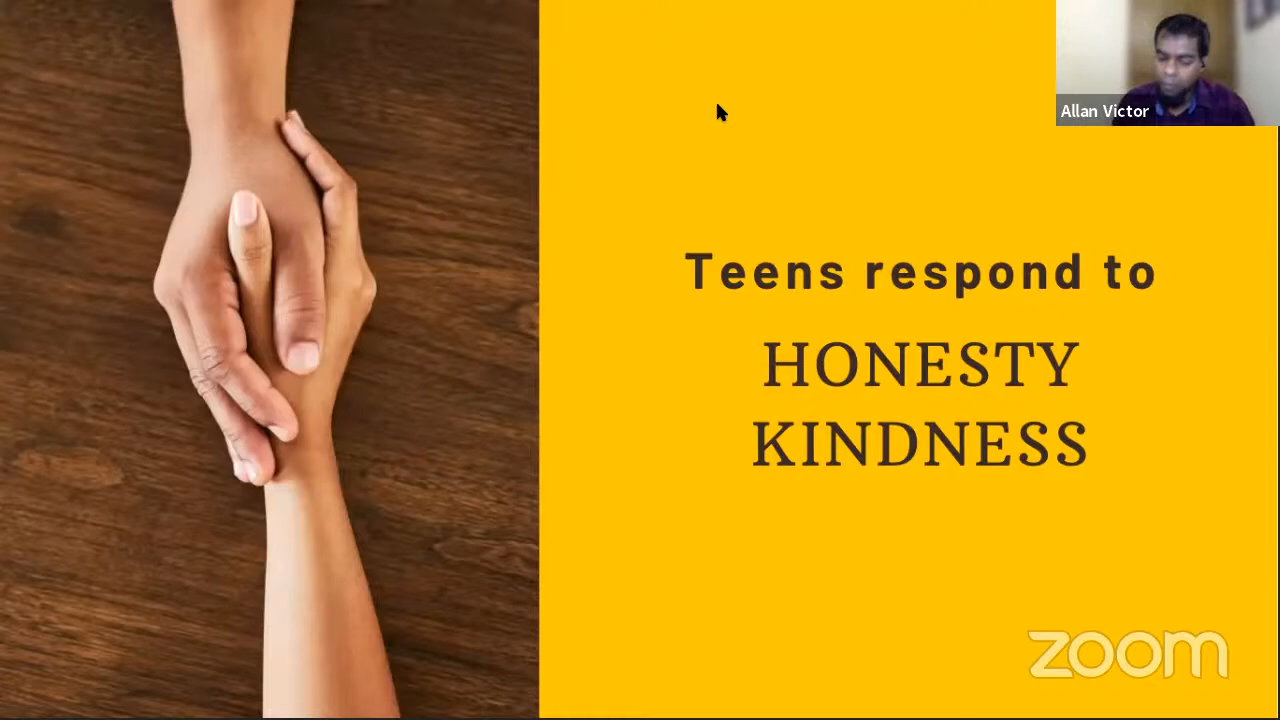 Allan Victor
Teens respond to
HONESTY
KINDNESS
zoom